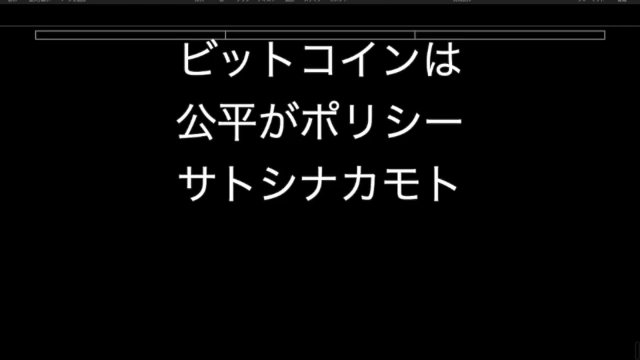 ビットコインは
公平がポリシー
サトシナカモト